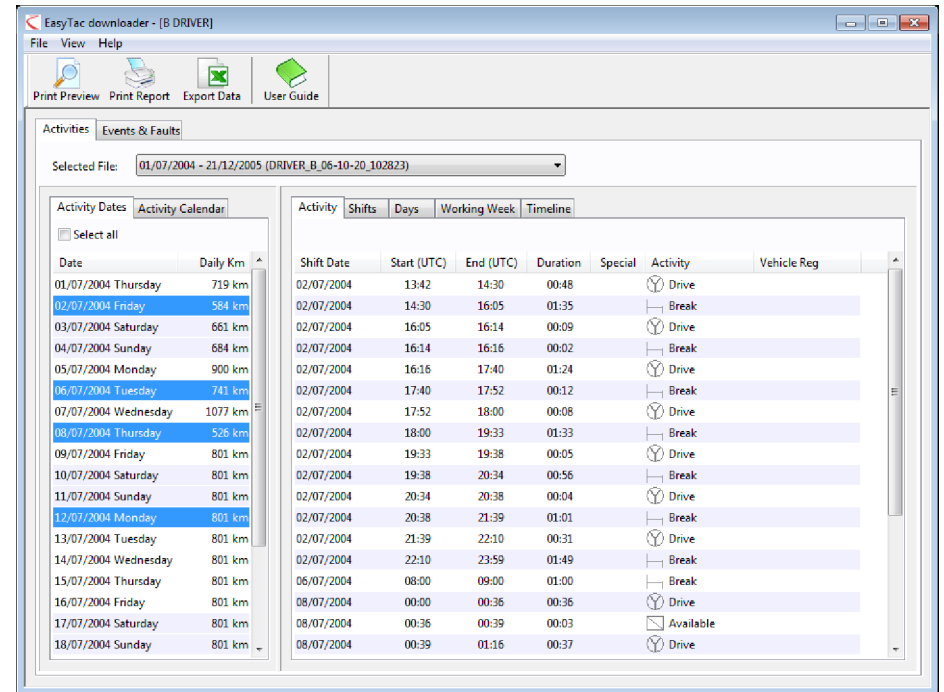 EasyTac downloader - [B DRIVER]
File View Help
Print Preview Print Report Export Data User Guide
Activities Events & Faults
Selected File: 01/07/2004 - 21/12/2005 (DRIVER_B_06-10-20_102823)
Activity Dates Activity Calendar
Select all
Date Daily Km
01/07/2004 Thursday 719 km
02/07/2004 Friday 584 km
03/07/2004 Saturday 661 km
04/07/2004 Sunday 684 km
05/07/2004 Monday 900 km
06/07/2004 Tuesday 741 km
07/07/2004 Wednesday 1077 km
08/07/2004 Thursday 526 km
09/07/2004 Friday 801 km
10/07/2004 Saturday 801 km
11/07/2004 Sunday 801 km
12/07/2004 Monday 801 km
13/07/2004 Tuesday 801 km
14/07/2004 Wednesday 801 km
15/07/2004 Thursday 801 km
16/07/2004 Friday 801 km
17/07/2004 Saturday 801 km
18/07/2004 Sunday 801 km
Activity Shifts Days Working Week Timeline
Shift Date Start (UTC) End (UTC) Duration Special Activity Vehicle Reg
02/07/2004 13:42 14:30 00:48 Drive
02/07/2004 14:30 16:05 01:35 Break
02/07/2004 16:05 16:14 00:09 Drive
02/07/2004 16:14 16:16 00:02 Break
02/07/2004 16:16 17:40 01:24 Drive
02/07/2004 17:40 17:52 00:12 Break
02/07/2004 17:52 18:00 00:08 Drive
02/07/2004 18:00 19:33 01:33 Break
02/07/2004 19:33 19:38 00:05 Drive
02/07/2004 19:38 20:34 00:56 Break
02/07/2004 20:34 20:38 00:04 Drive
02/07/2004 20:38 21:39 01:01 Break
02/07/2004 21:39 22:10 00:31 Drive
02/07/2004 22:10 23:59 01:49 Break
06/07/2004 08:00 09:00 01:00 Break
08/07/2004 00:00 00:36 00:36 Drive
08/07/2004 00:36 00:39 00:03 Available
08/07/2004 00:39 01:16 00:37 Drive